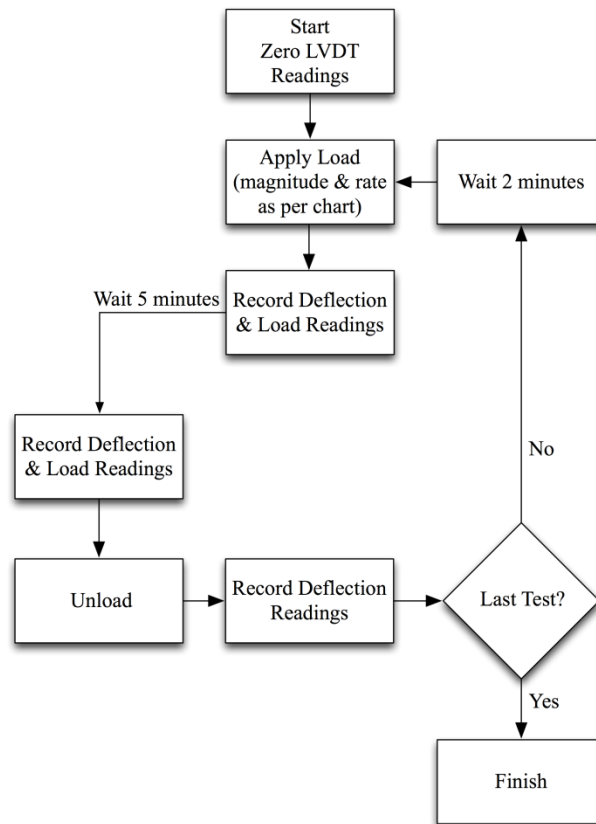 Start
Zero LVDT
Readings
Apply Load
(magnitude & rate
as per chart)
Wait 2 minutes
Wait 5 minutes
Record Deflection
& Load Readings
Record Deflection
& Load Readings
No
Unload
Record Deflection
Readings
Last Test?
Yes
Finish